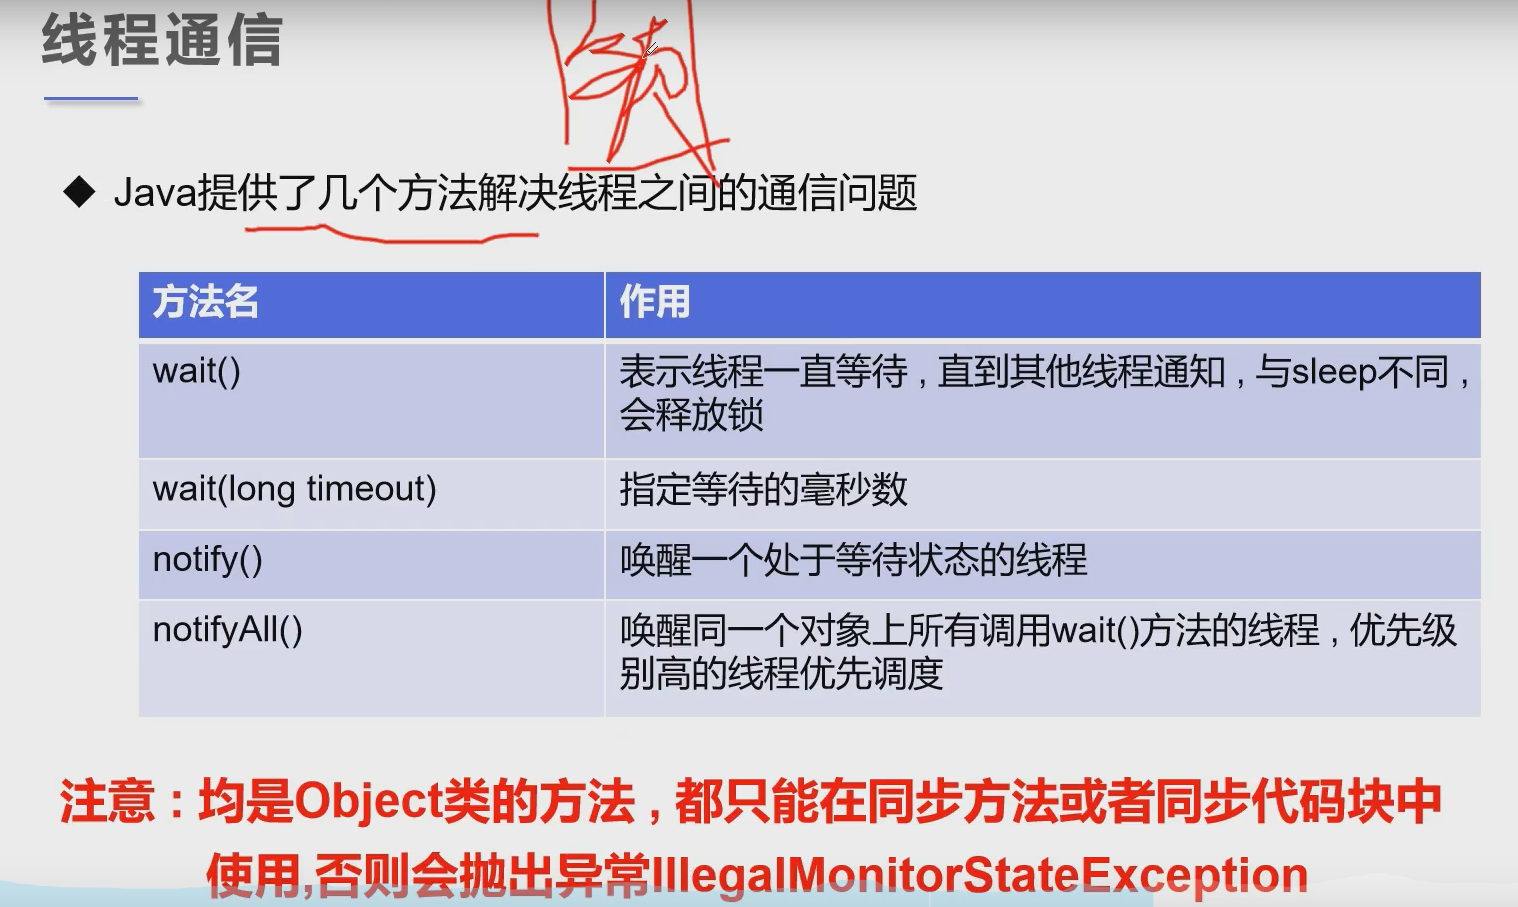 线程通信
Java提供了几个方法解决线程之间的通信问题
方法名
作用
wait()
表示线程一直等待，直到其他线程通知，与sleep不同，
会释放锁
wait(long timeout)
指定等待的毫秒数
notify()
唤醒一个处于等待状态的线程
notifyAll()
唤醒同一个对象上所有调用wait()方法的线程，优先级
别高的线程优先调度
注意：均是Object类的方法，都只能在同步方法或者同步代码块中
使用,否则会抛出异常IllegalMonitorStateException